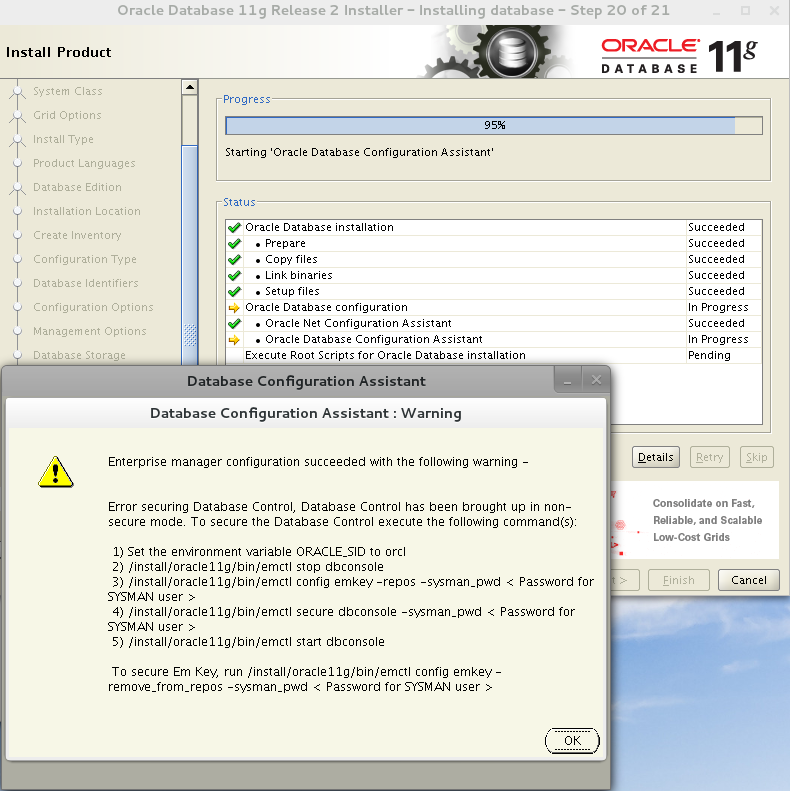 Oracle Database 11g Release 2 Installer - Installing database - Step 20 of 21
Install Product
ORACLE
DATABASE
11g
System Class
Grid Options
Install Type
Product Languages
Database Edition
Installation Location
Create Inventory
Configuration Type
Database Identifiers
Configuration Options
Management Options
Database Storage
Progress
95%
Starting 'Oracle Database Configuration Assistant'
Status
Oracle Database installation Succeeded
• Prepare Succeeded
• Copy files Succeeded
• Link binaries Succeeded
• Setup files Succeeded
Oracle Database configuration In Progress
• Oracle Net Configuration Assistant Succeeded
• Oracle Database Configuration Assistant In Progress
Execute Root Scripts for Oracle Database installation Pending
Details Retry Skip
Consolidate on Fast,
Reliable, and Scalable
Low-Cost Grids
Finish Cancel
Database Configuration Assistant
Database Configuration Assistant : Warning
Enterprise manager configuration succeeded with the following warning -
Error securing Database Control, Database Control has been brought up in non-
secure mode. To secure the Database Control execute the following command(s):
1) Set the environment variable ORACLE_SID to orcl
2) /install/oracle11g/bin/emctl stop dbconsole
3) /install/oracle11g/bin/emctl config emkey -repos -sysman_pwd < Password for
SYSMAN user >
4) /install/oracle11g/bin/emctl secure dbconsole -sysman_pwd < Password for
SYSMAN user >
5) /install/oracle11g/bin/emctl start dbconsole
To secure Em Key, run /install/oracle11g/bin/emctl config emkey -
remove_from_repos -sysman_pwd < Password for SYSMAN user >
OK